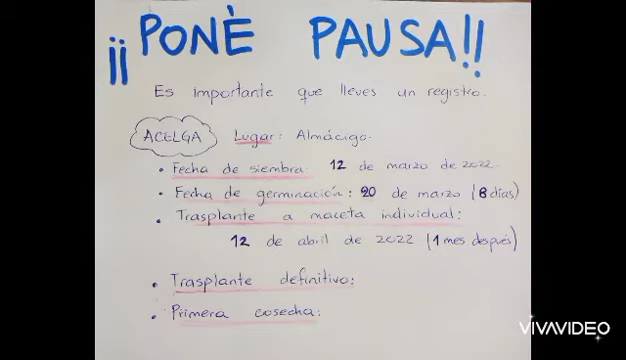 ¡¡PONÈ PAUSA!!
Es importante que lleves un registro.
ACELGA Lugar: Almácigo.
• Fecha de siembra: 12 de marzo de 2022.
• Fecha de germinación: 20 de marzo (8 días)
• Trasplante a maceta individual:
12 de abril de 2022 (1 mes después)
• Trasplante definitivo:
• Primera cosecha:
VIVAVIDEO